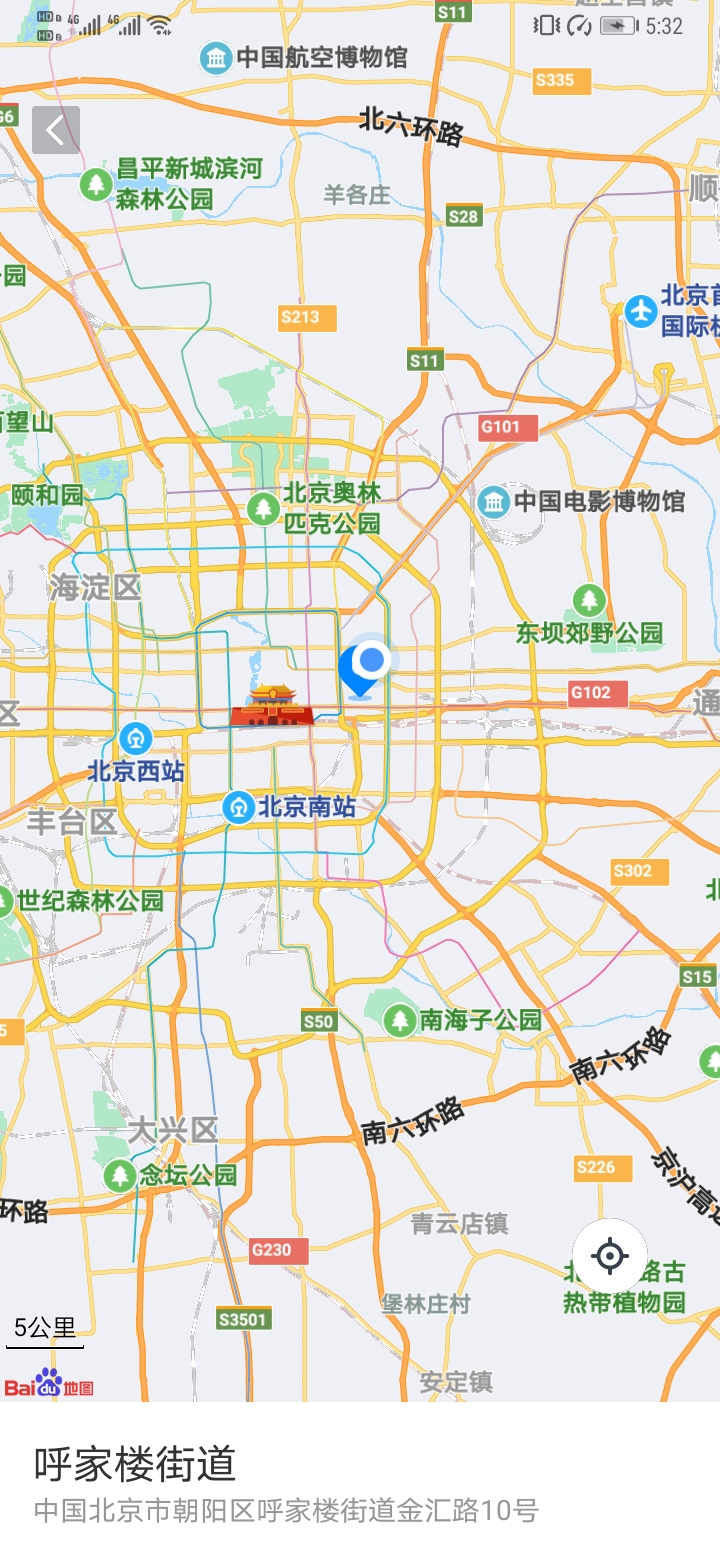 S11
HD
4G
4G
HD
5:32
中国航空博物馆
S335
G6
北六环路
昌平新城滨河
森林公园
羊各庄
顺
S28
园
北京首
国际机
S213
S11
百望山
G101
颐和园
北京奥林
匹克公园
中国电影博物馆
海淀区
东坝郊野公园
G102
区
通
北京西站
北京南站
丰台区
S302
世纪森林公园
北
S15
S50
南海子公园
5
南六环路
南六环路
大兴区
S226
念坛公园
京沪高速
环路
青云店镇
G230
北
路古
热带植物园
堡林庄村
S3501
5公里
安定镇
Bai du 地图
呼家楼街道
中国北京市朝阳区呼家楼街道金汇路10号